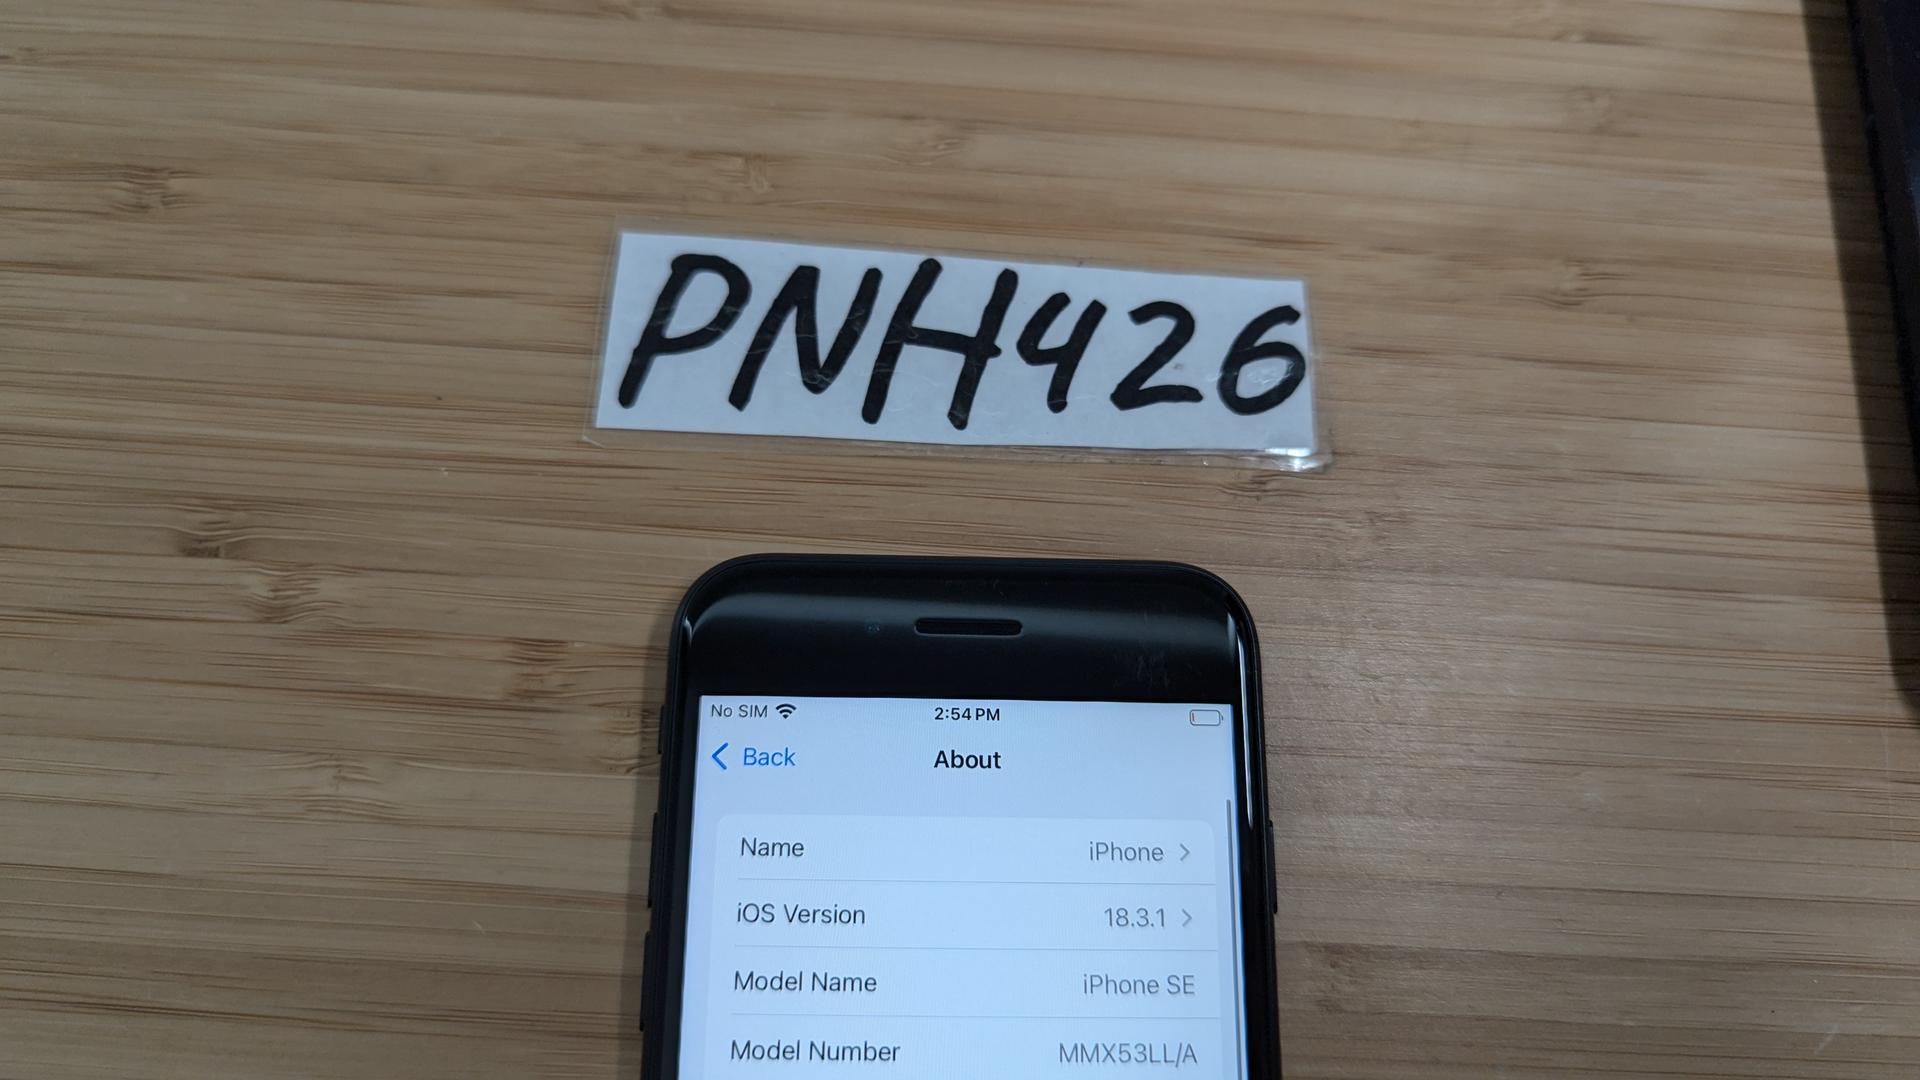 PNH426
No SIM 2:54 PM
Back About
Name iPhone
iOS Version 18.3.1
Model Name iPhone SE
Model Number MMX53LL/A